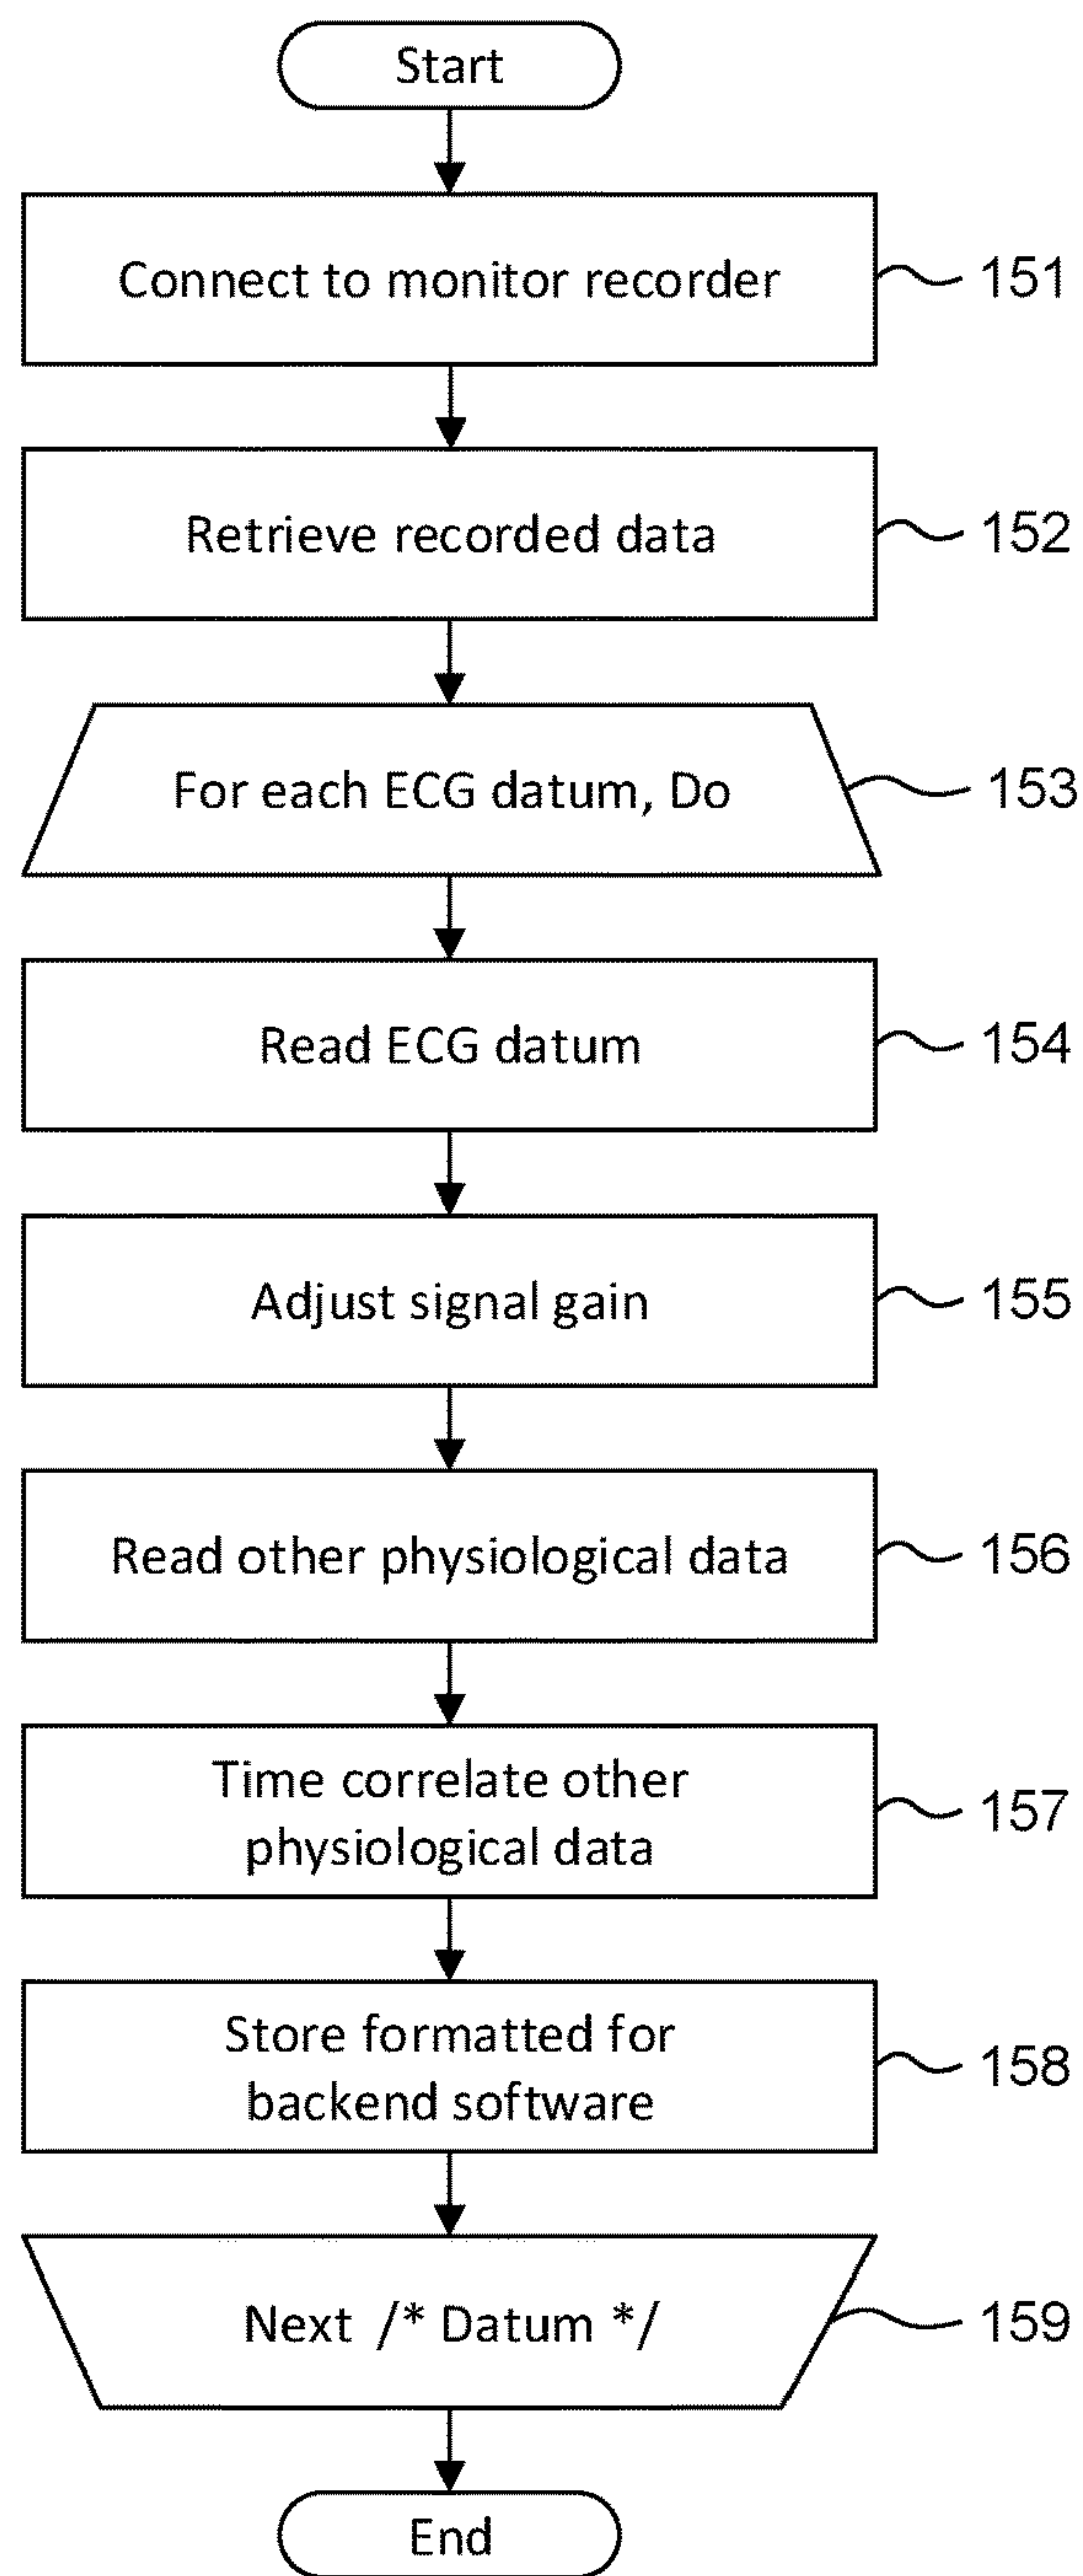 Start
Connect to monitor recorder
151
Retrieve recorded data
152
For each ECG datum, Do
153
Read ECG datum
154
Adjust signal gain
155
Read other physiological data
156
Time correlate other
physiological data
157
Store formatted for
backend software
158
Next /* Datum */
159
End